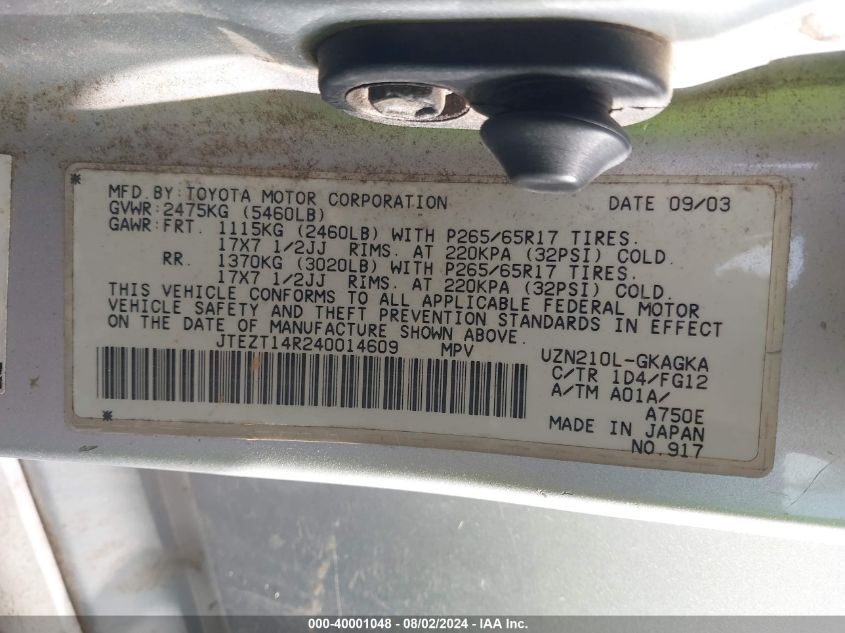 MFD.BY:TOYOTA MOTOR CORPORATION DATE 09/03
GVWR:2475KG (5460LB)
GAWR:FRT. 1115KG (2460LB) WITH P265/65R17 TIRES.
17X7 1/2JJ RIMS. AT 220KPA (32PSI) COLD.
RR. 1370KG (3020LB) WITH P265/65R17 TIRES.
17X7 1/2JJ RIMS. AT 220KPA (32PSI) COLD.
THIS VEHICLE CONFORMS TO ALL APPLICABLE FEDERAL MOTOR
VEHICLE SAFETY AND THEFT PREVENTION STANDARDS IN EFFECT
ON THE DATE OF MANUFACTURE SHOWN ABOVE.
JTEZT14R240014609 MPV UZN210L-GKAGKA
C/TR 1D4/FG12
A/TM A01A/
A750E
MADE IN JAPAN
NO.917
000-40001048 - 08/02/2024 - IAA Inc.